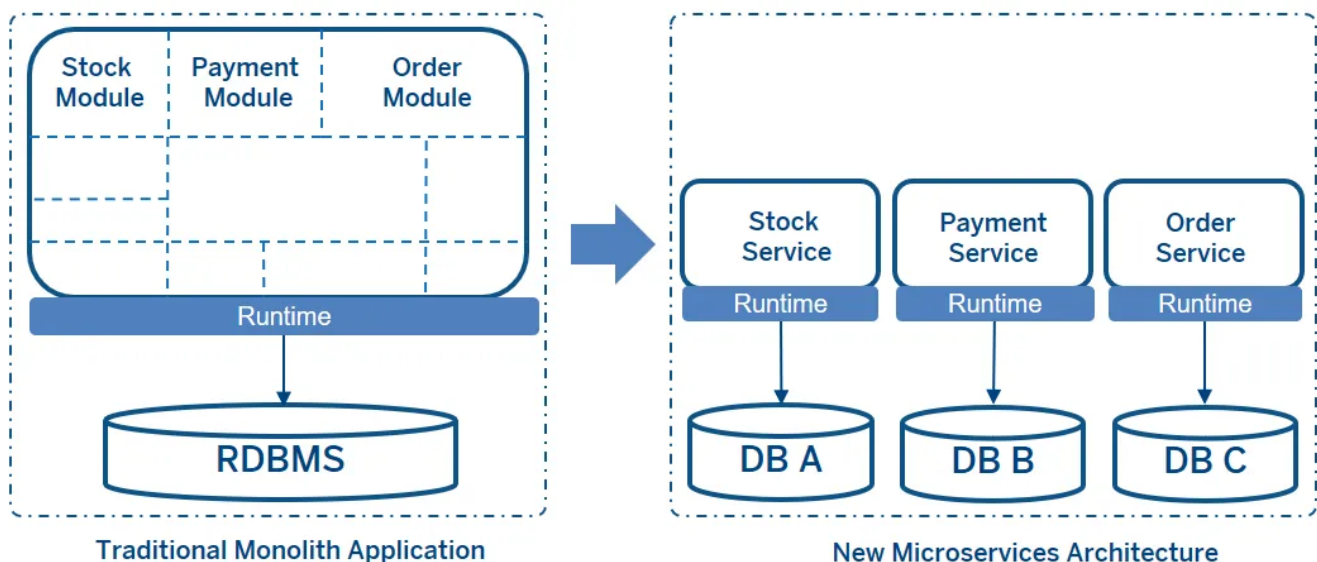 Stock
Module
Payment
Module
Order
Module
Runtime
RDBMS
Traditional Monolith Application
Stock
Service
Payment
Service
Order
Service
Runtime
Runtime
Runtime
DB A
DB B
DB C
New Microservices Architecture